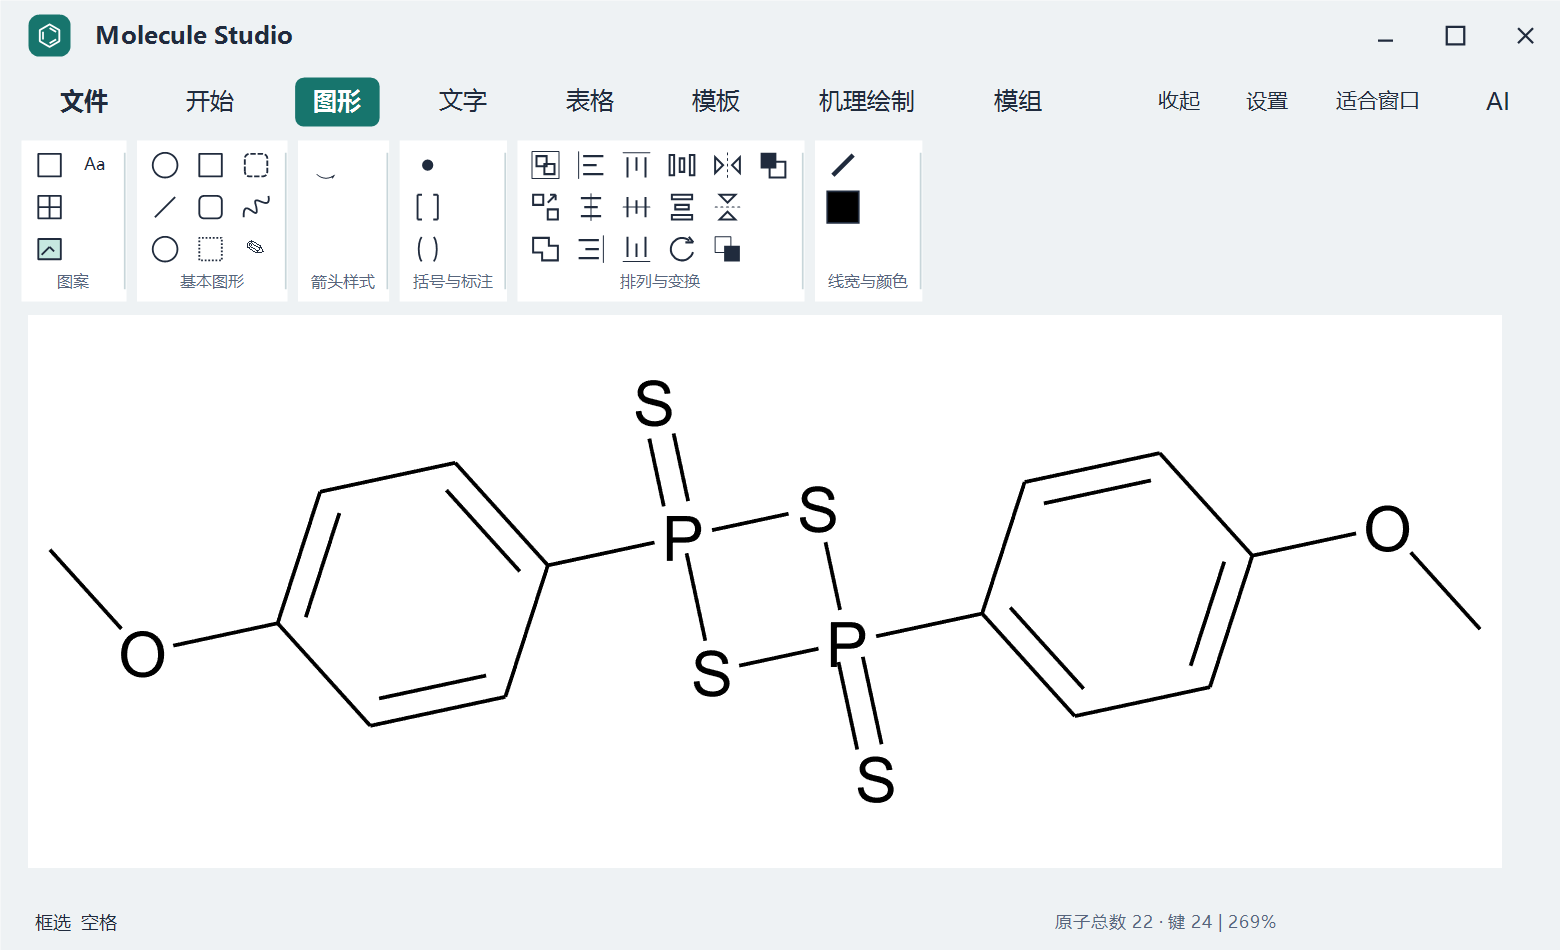 Molecule Studio
文件 开始 图形 文字 表格 模板 机理绘制 模组 收起 设置 适合窗口 AI
Aa
图案 基本图形 箭头样式 括号与标注 排列与变换 线宽与颜色
S
S
P
O
O
P
S
S
框选 空格 原子总数 22 · 键 24 | 269%